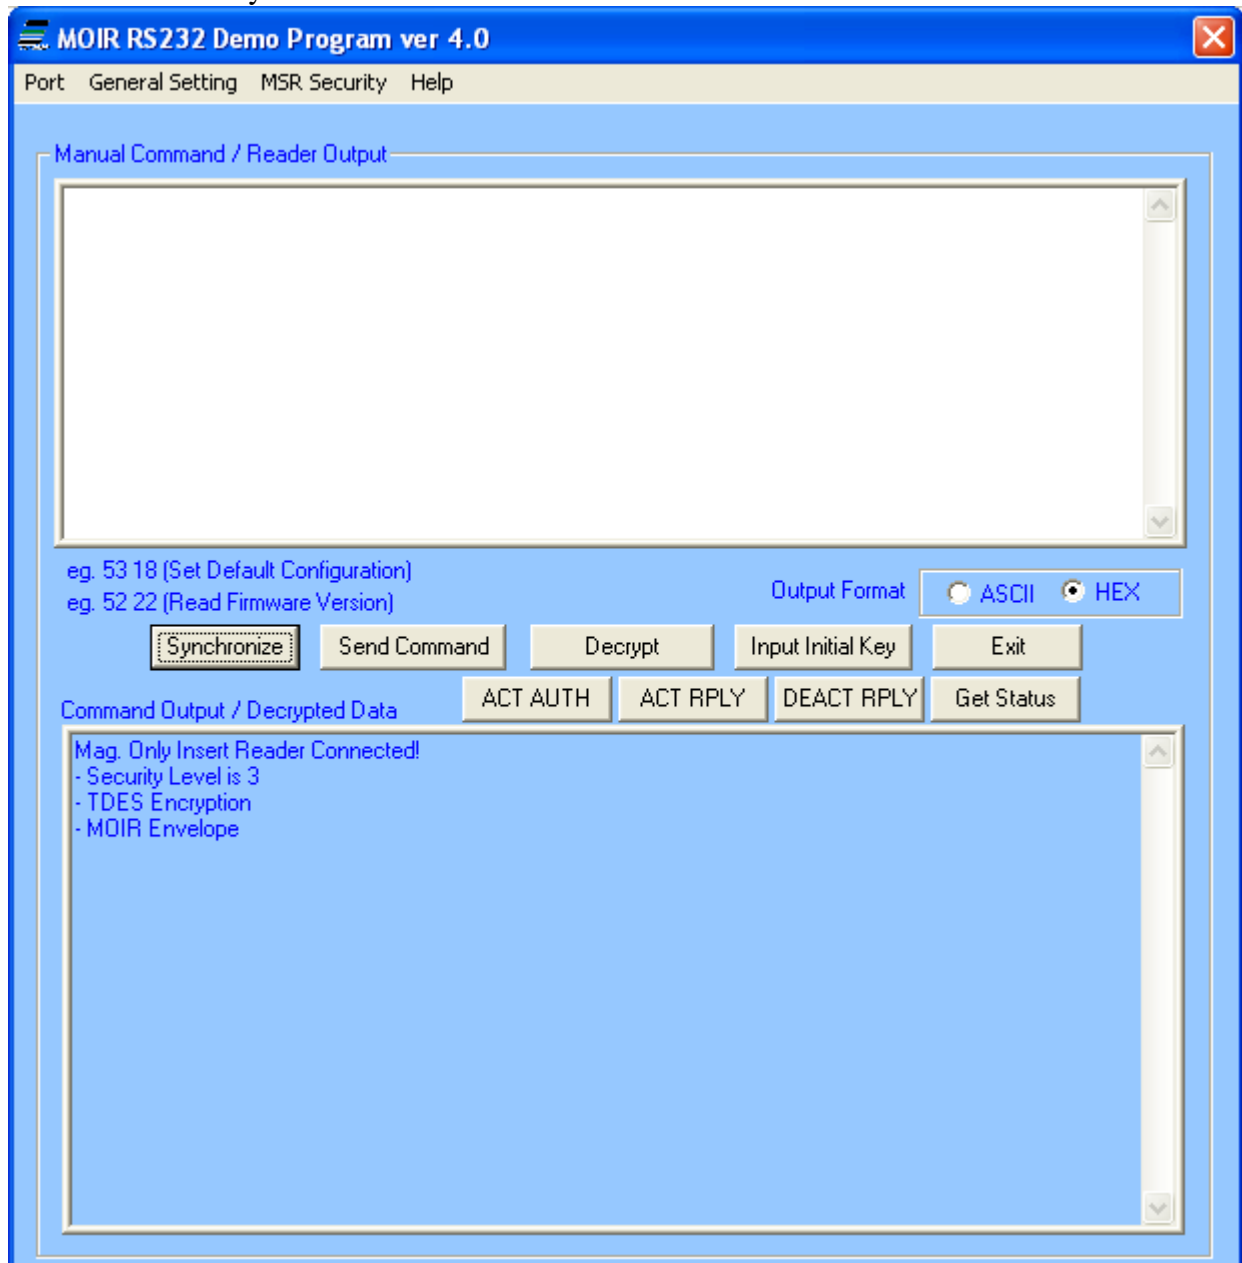 MOIR RS232 Demo Program ver 4.0
Port General Setting MSR Security Help
Manual Command / Reader Output
eg. 53 18 (Set Default Configuration)
eg. 52 22 (Read Firmware Version)
Output Format ASCII HEX
Synchronize Send Command Decrypt Input Initial Key Exit
ACT AUTH ACT RPLY DEACT RPLY Get Status
Command Output / Decrypted Data
Mag. Only Insert Reader Connected!
- Security Level is 3
- TDES Encryption
- MOIR Envelope